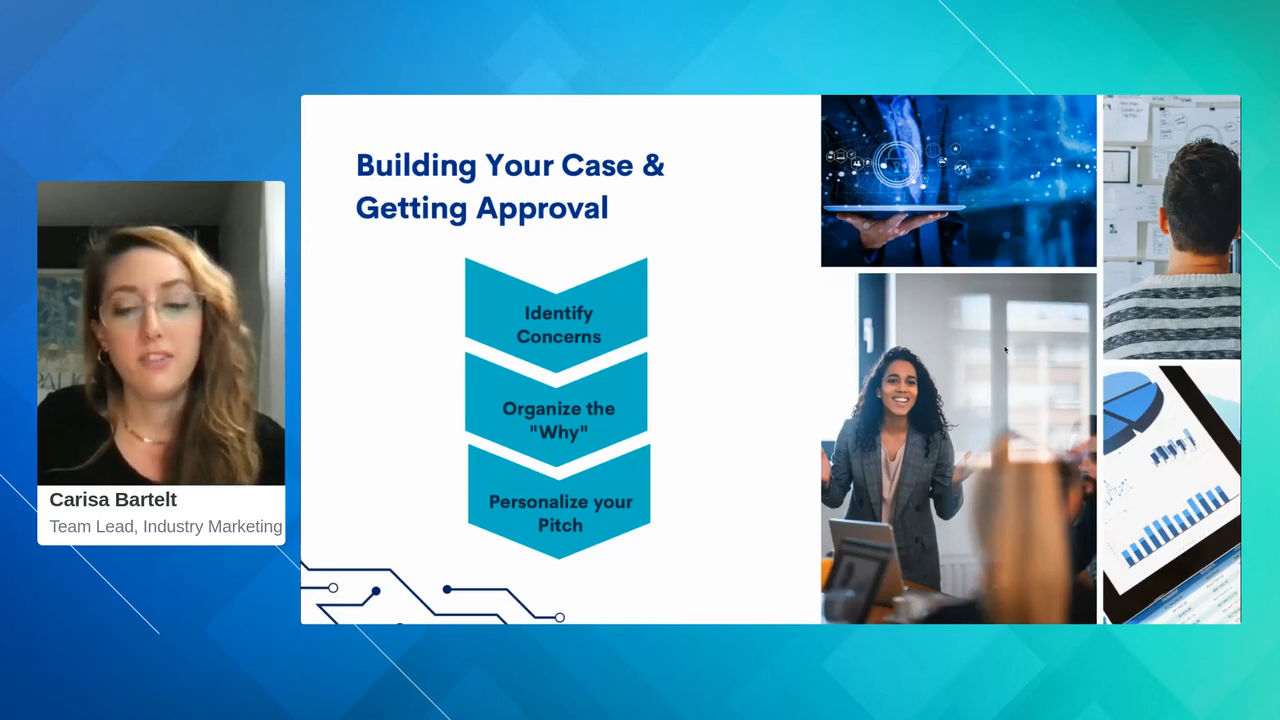 Building Your Case &
Getting Approval
Identify
Concerns
Organize the
"Why"
Personalize your
Pitch
Carisa Bartelt
Team Lead, Industry Marketing